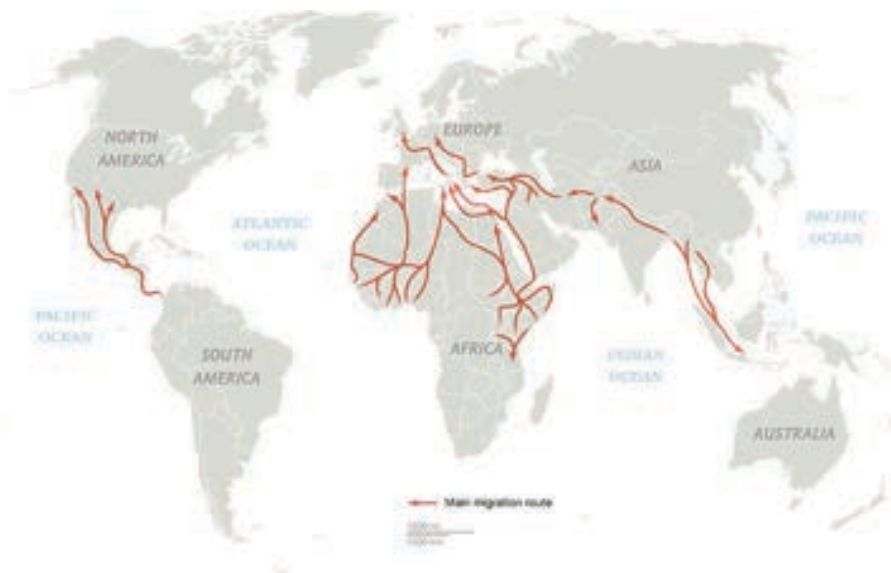 NORTH
AMERICA
EUROPE
ASIA
ATLANTIC
OCEAN
PACIFIC
OCEAN
PACIFIC
OCEAN
SOUTH
AMERICA
AFRICA
INDIAN
OCEAN
AUSTRALIA
Main migration route